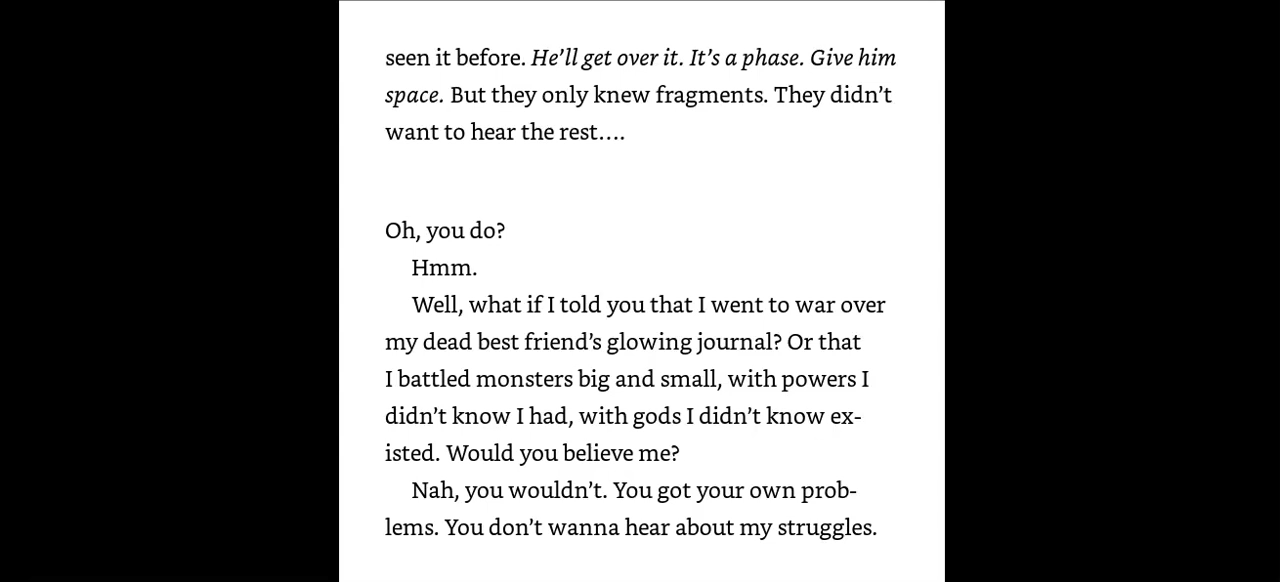 seen it before. He’ll get over it. It’s a phase. Give him
space. But they only knew fragments. They didn’t
want to hear the rest….
Oh, you do?
Hmm.
Well, what if I told you that I went to war over
my dead best friend’s glowing journal? Or that
I battled monsters big and small, with powers I
didn’t know I had, with gods I didn’t know ex-
isted. Would you believe me?
Nah, you wouldn’t. You got your own prob-
lems. You don’t wanna hear about my struggles.